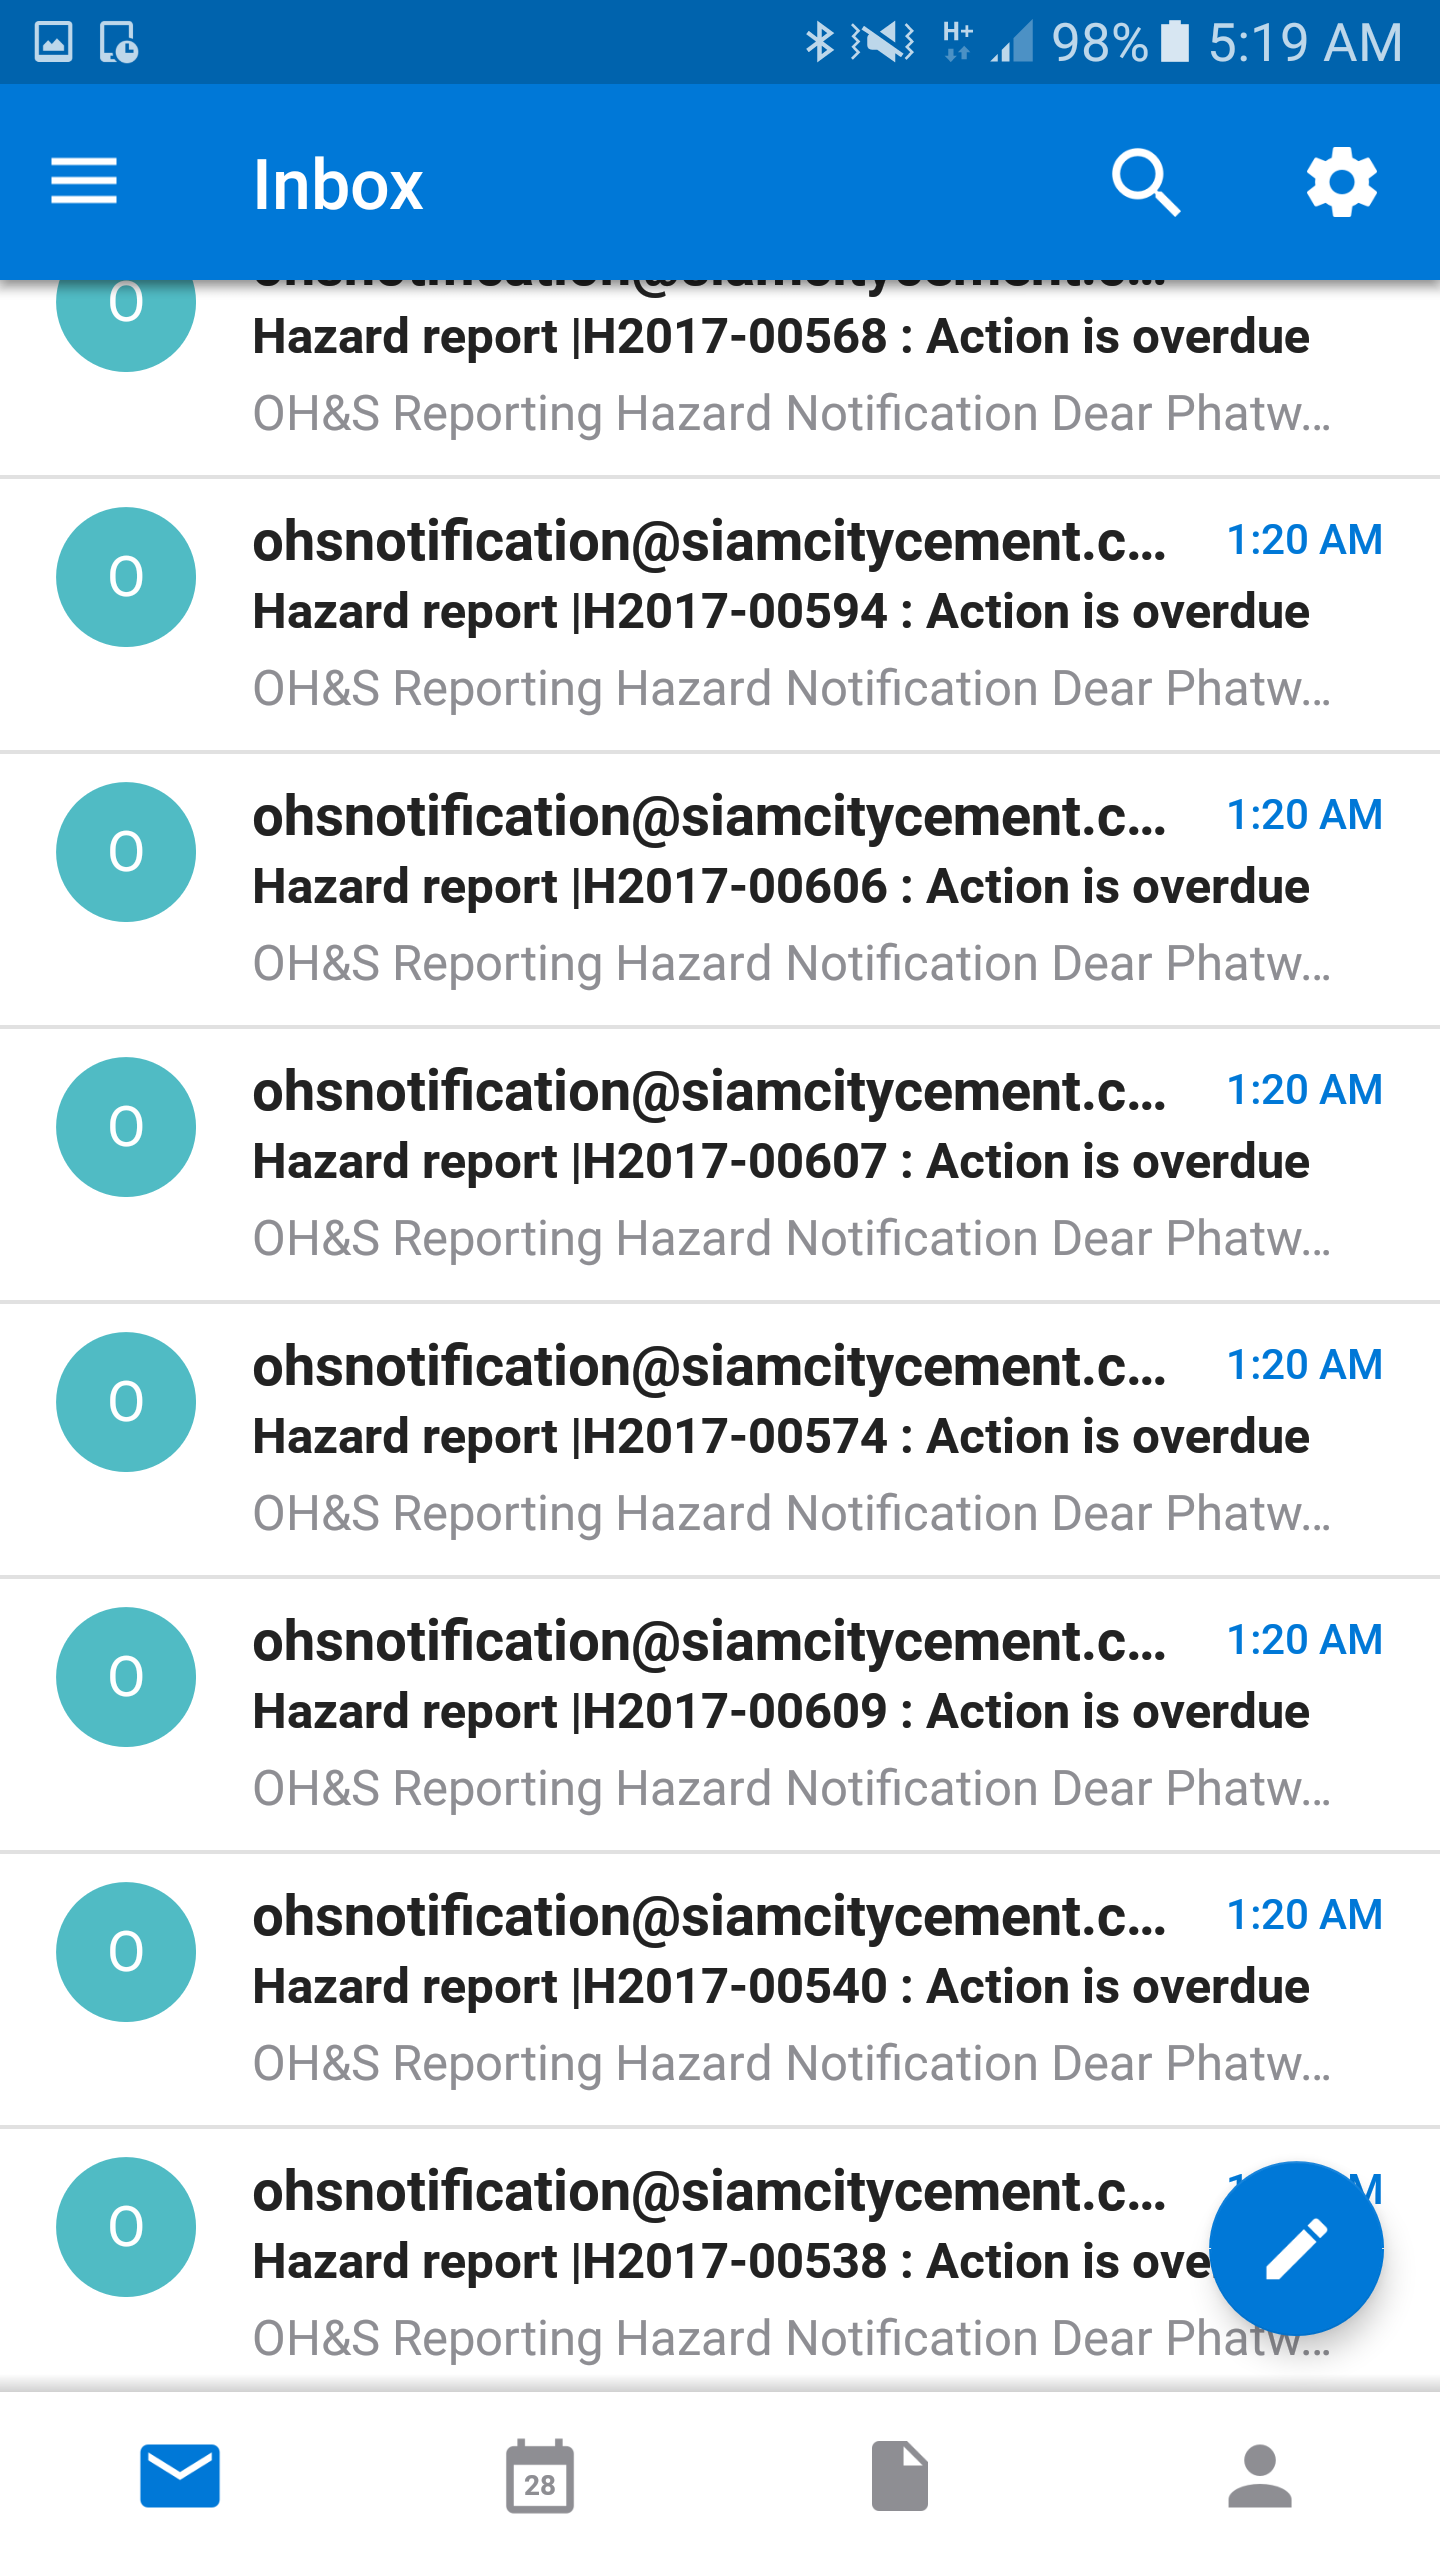 H+ 98% 5:19 AM
Inbox
O
Hazard report |H2017-00568 : Action is overdue
OH&S Reporting Hazard Notification Dear Phatw...
O
ohsnotification@siamcitycement.c... 1:20 AM
Hazard report |H2017-00594 : Action is overdue
OH&S Reporting Hazard Notification Dear Phatw...
O
ohsnotification@siamcitycement.c... 1:20 AM
Hazard report |H2017-00606 : Action is overdue
OH&S Reporting Hazard Notification Dear Phatw...
O
ohsnotification@siamcitycement.c... 1:20 AM
Hazard report |H2017-00607 : Action is overdue
OH&S Reporting Hazard Notification Dear Phatw...
O
ohsnotification@siamcitycement.c... 1:20 AM
Hazard report |H2017-00574 : Action is overdue
OH&S Reporting Hazard Notification Dear Phatw...
O
ohsnotification@siamcitycement.c... 1:20 AM
Hazard report |H2017-00609 : Action is overdue
OH&S Reporting Hazard Notification Dear Phatw...
O
ohsnotification@siamcitycement.c... 1:20 AM
Hazard report |H2017-00540 : Action is overdue
OH&S Reporting Hazard Notification Dear Phatw...
O
ohsnotification@siamcitycement.c...
Hazard report |H2017-00538 : Action is
OH&S Reporting Hazard Notification Dear Phatw...
28